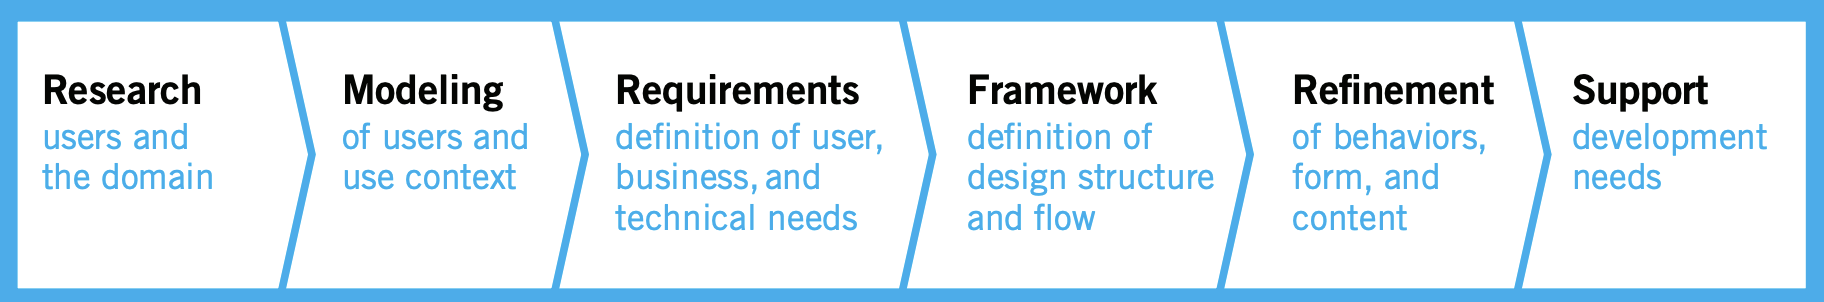 Research
users and
the domain
Modeling
of users and
use context
Requirements
definition of user,
business, and
technical needs
Framework
definition of
design structure
and flow
Refinement
of behaviors,
form, and
content
Support
development
needs